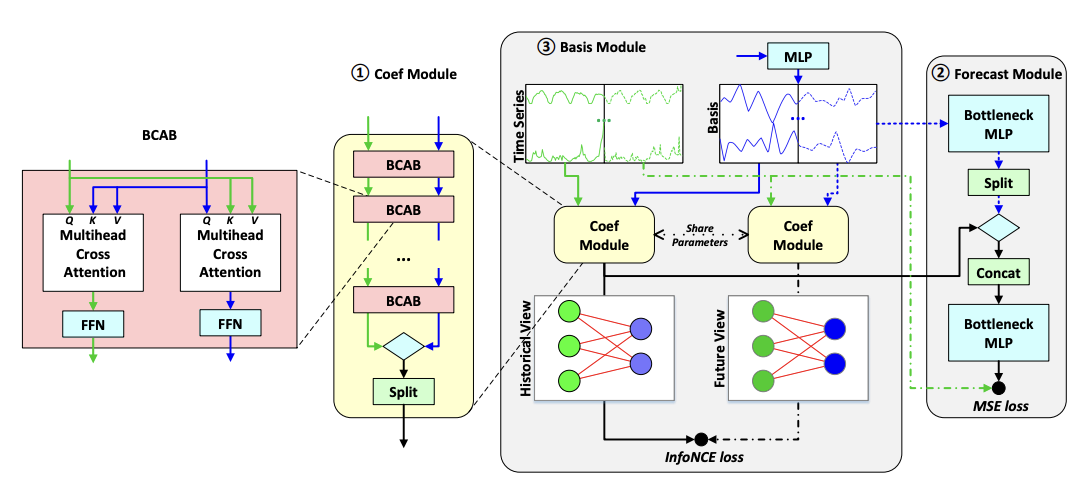 BCAB
Q K V
Multihead
Cross
Attention
FFN
Q K V
Multihead
Cross
Attention
FFN
① Coef Module
BCAB
BCAB
...
BCAB
Split
③ Basis Module
MLP
Time Series
...
Basis
...
Coef
Module
Share
Parameters
Coef
Module
Historical View
Future View
InfoNCE loss
② Forecast Module
Bottleneck
MLP
Split
Concat
Bottleneck
MLP
MSE loss